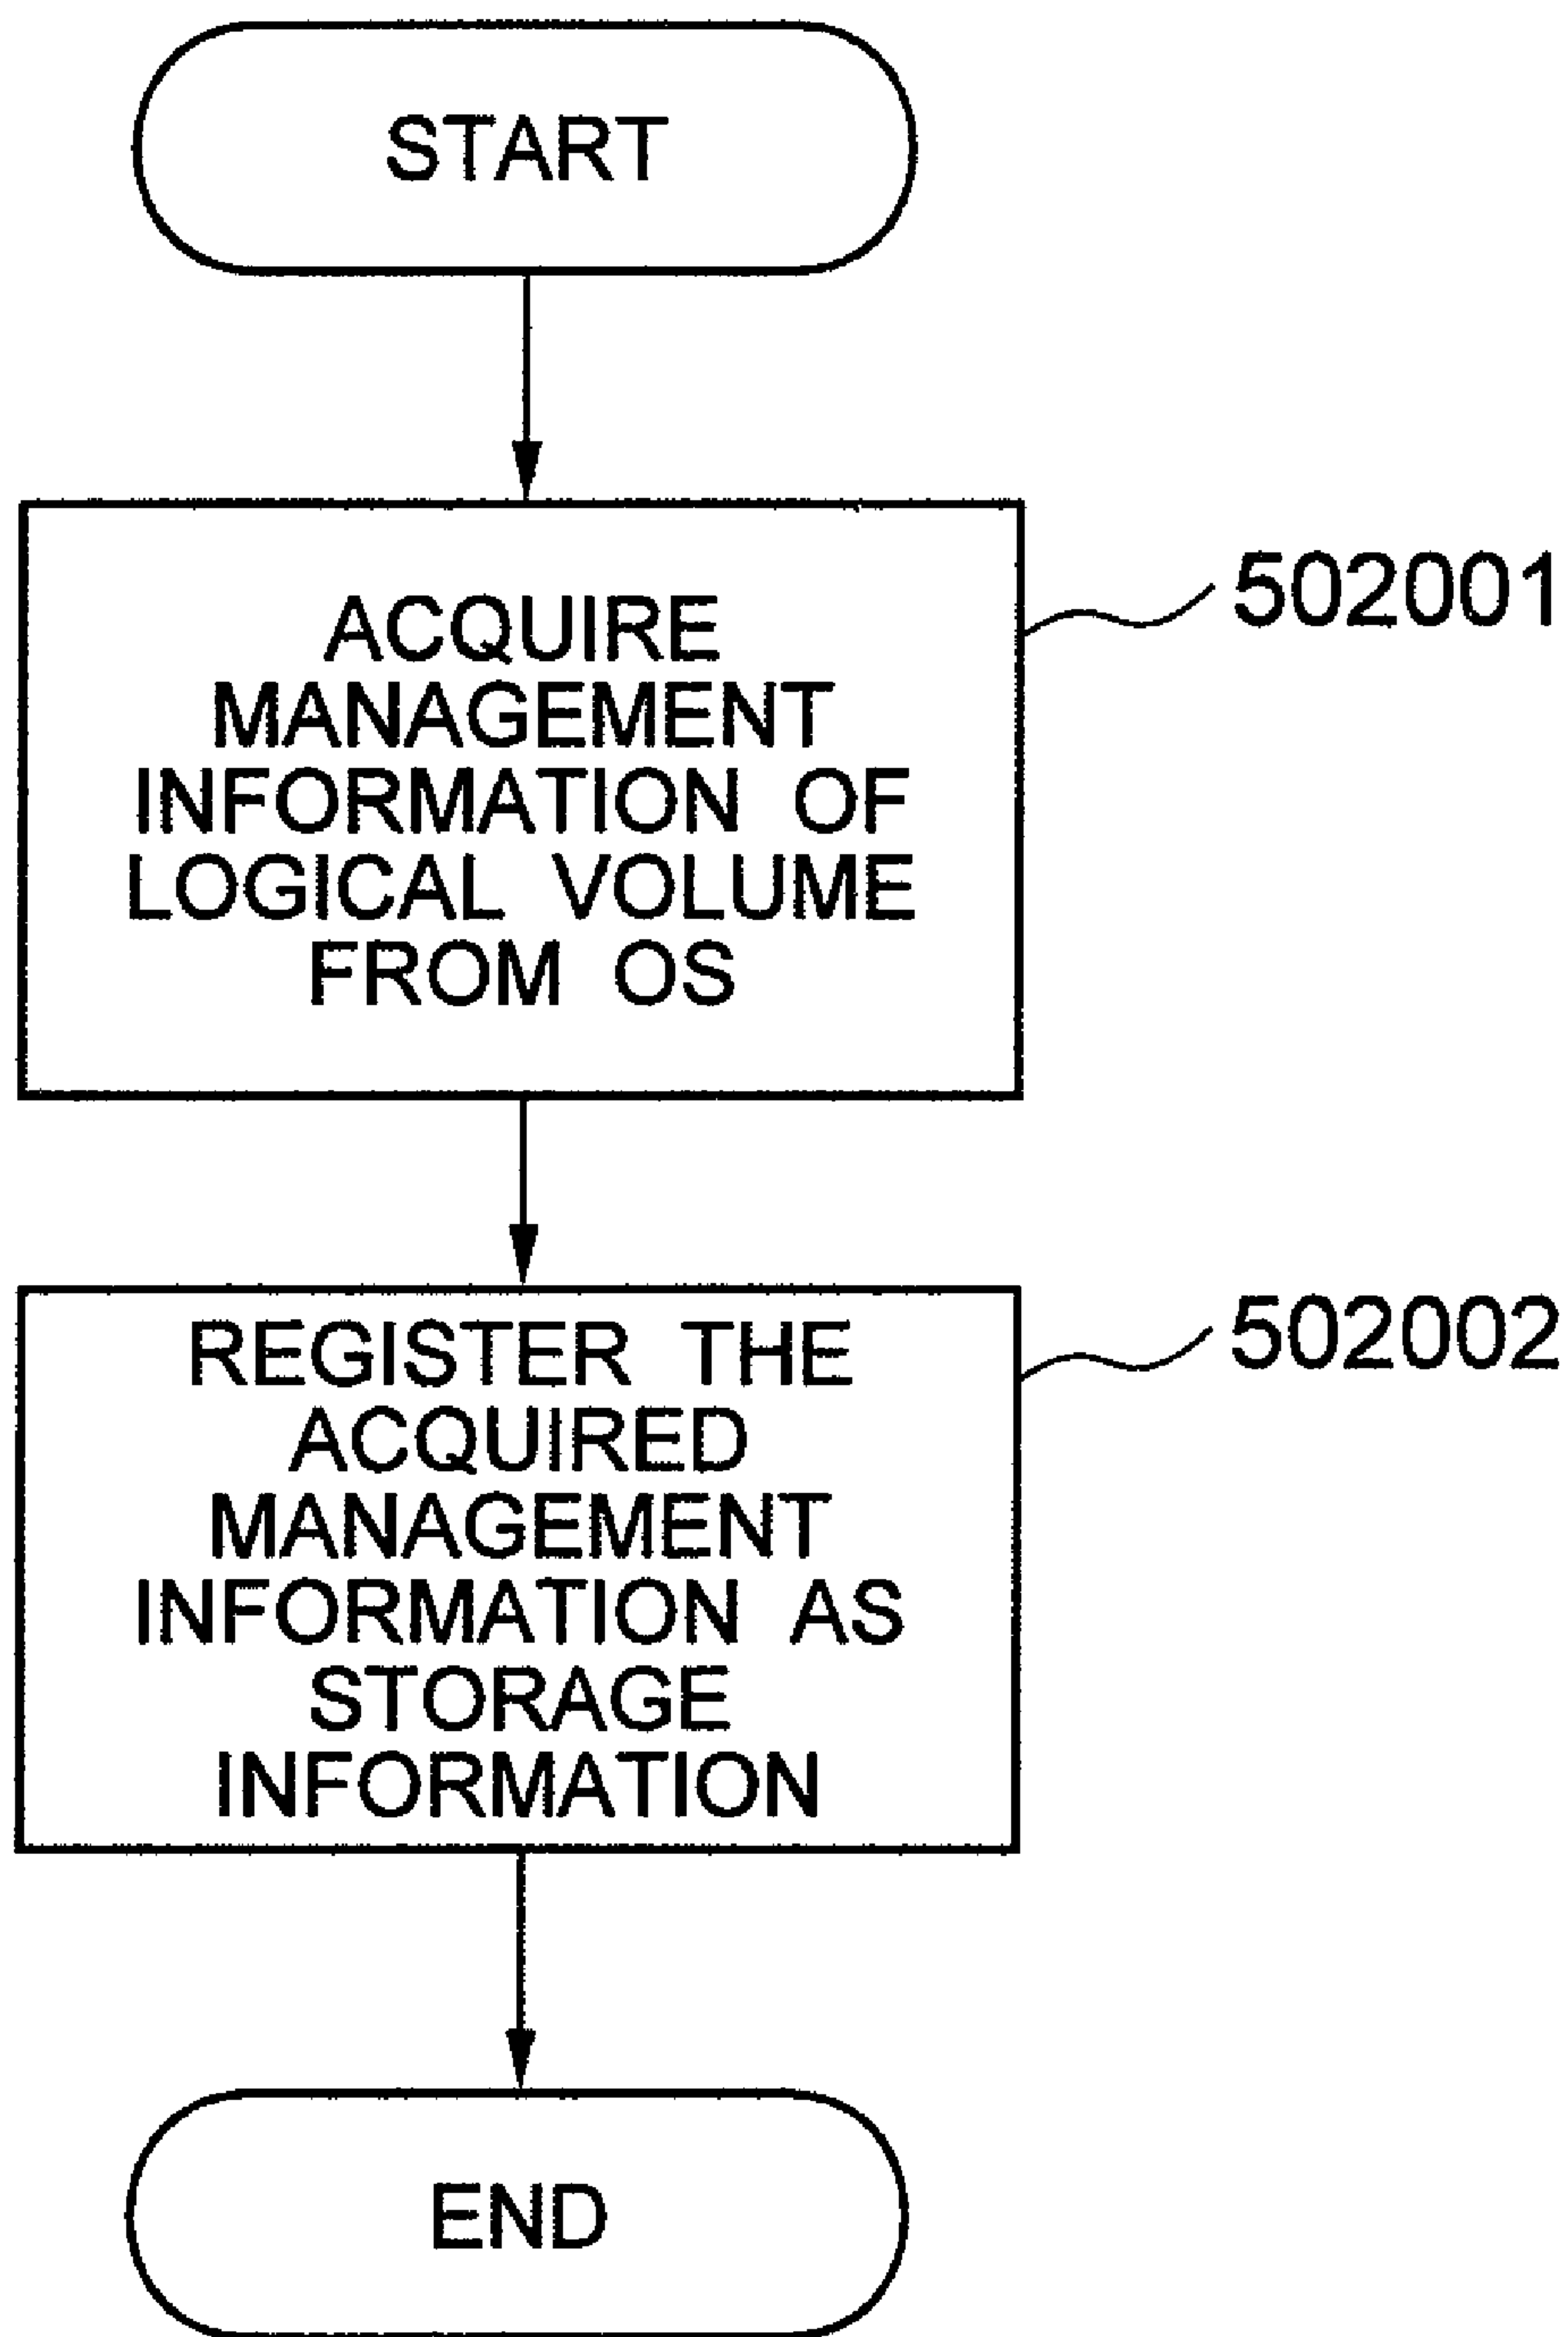 START
ACQUIRE
MANAGEMENT
INFORMATION OF
LOGICAL VOLUME
FROM OS
502001
REGISTER THE
ACQUIRED
MANAGEMENT
INFORMATION AS
STORAGE
INFORMATION
502002
END